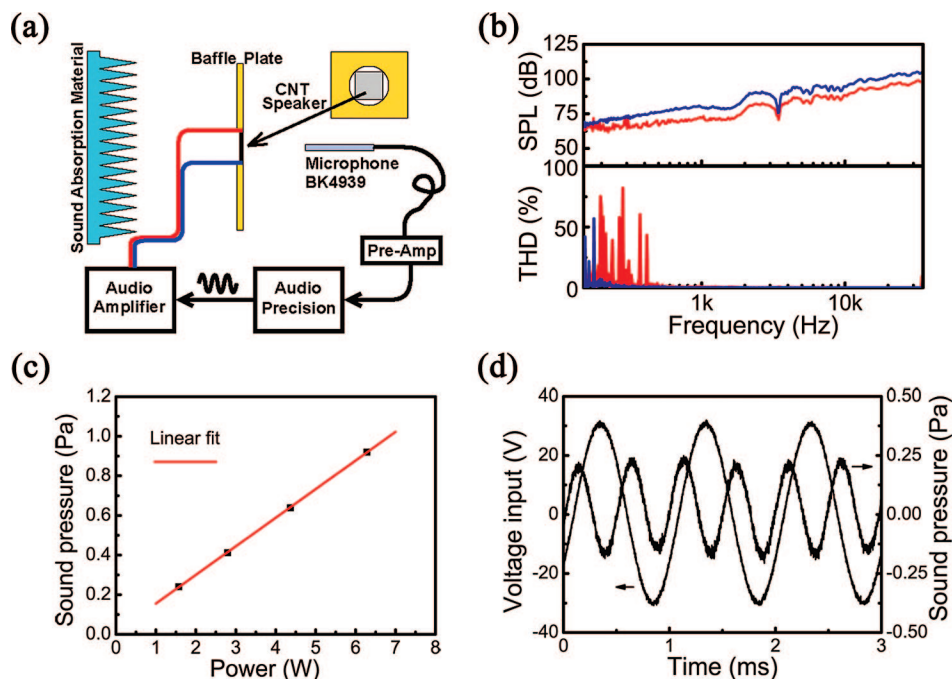 (a)
Sound Absorption Material
Baffle Plate
CNT
Speaker
Microphone
BK4939
Pre-Amp
Audio
Amplifier
Audio
Precision
(b)
SPL (dB)
125
100
75
50
THD (%)
100
50
0
1k
10k
Frequency (Hz)
(c)
Sound pressure (Pa)
1.2
1.0
0.8
0.6
0.4
0.2
0.0
Linear fit
0 1 2 3 4 5 6 7 8
Power (W)
(d)
Voltage input (V)
40
20
0
-20
-40
0.50
0.25
0.00
-0.25
-0.50
Sound pressure (Pa)
0 1 2 3
Time (ms)